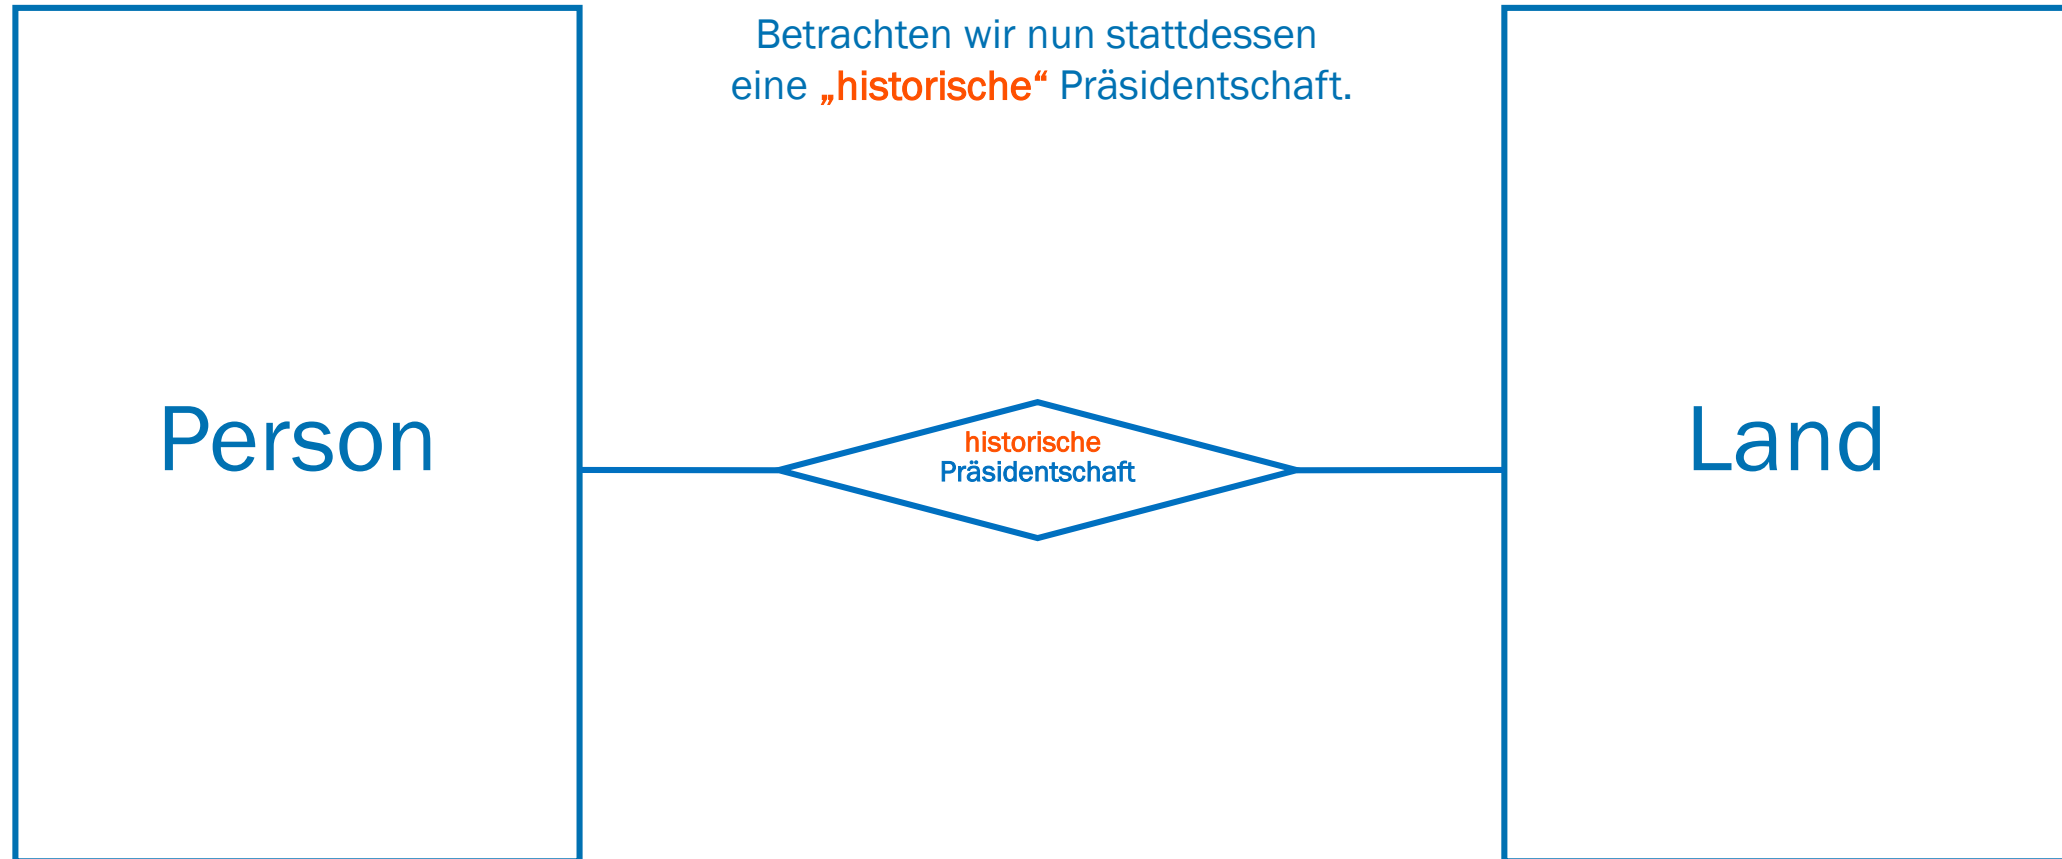 Betrachten wir nun stattdessen
eine „historische“ Präsidentschaft.
Person
historische
Präsidentschaft
Land